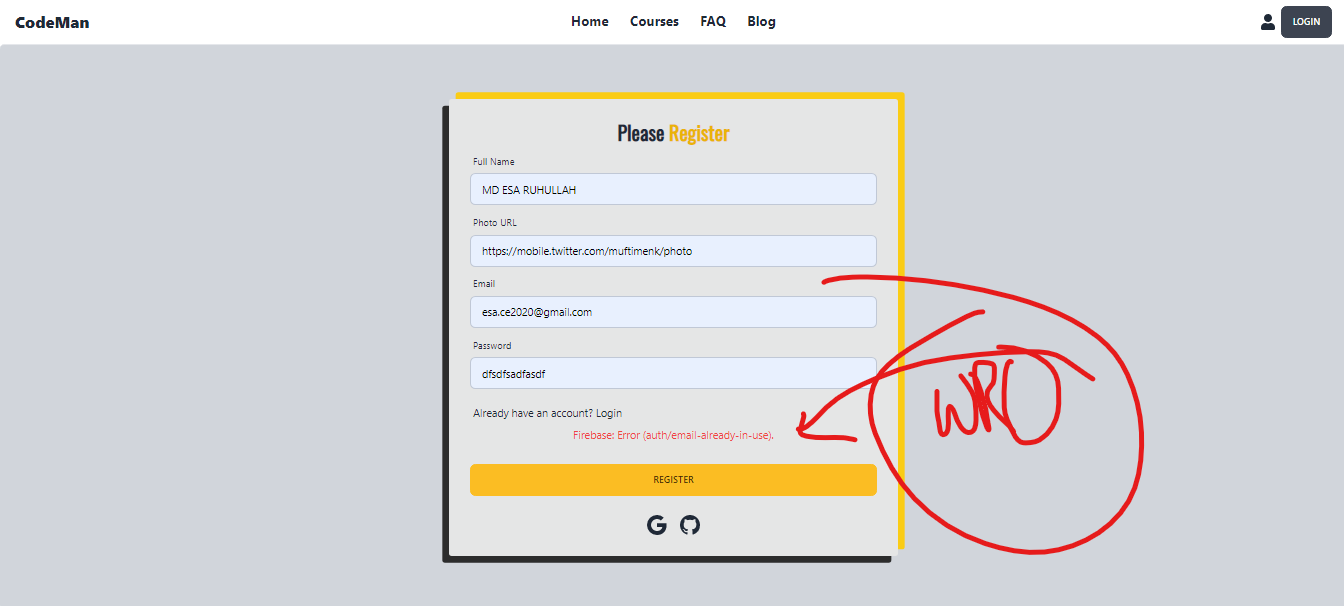 CodeMan
Home Courses FAQ Blog
LOGIN
Please Register
Full Name
MD ESA RUHULLAH
Photo URL
https://mobile.twitter.com/muftimenk/photo
Email
esa.ce2020@gmail.com
Password
dfsdfsadfasdf
Already have an account? Login
Firebase: Error (auth/email-already-in-use).
REGISTER